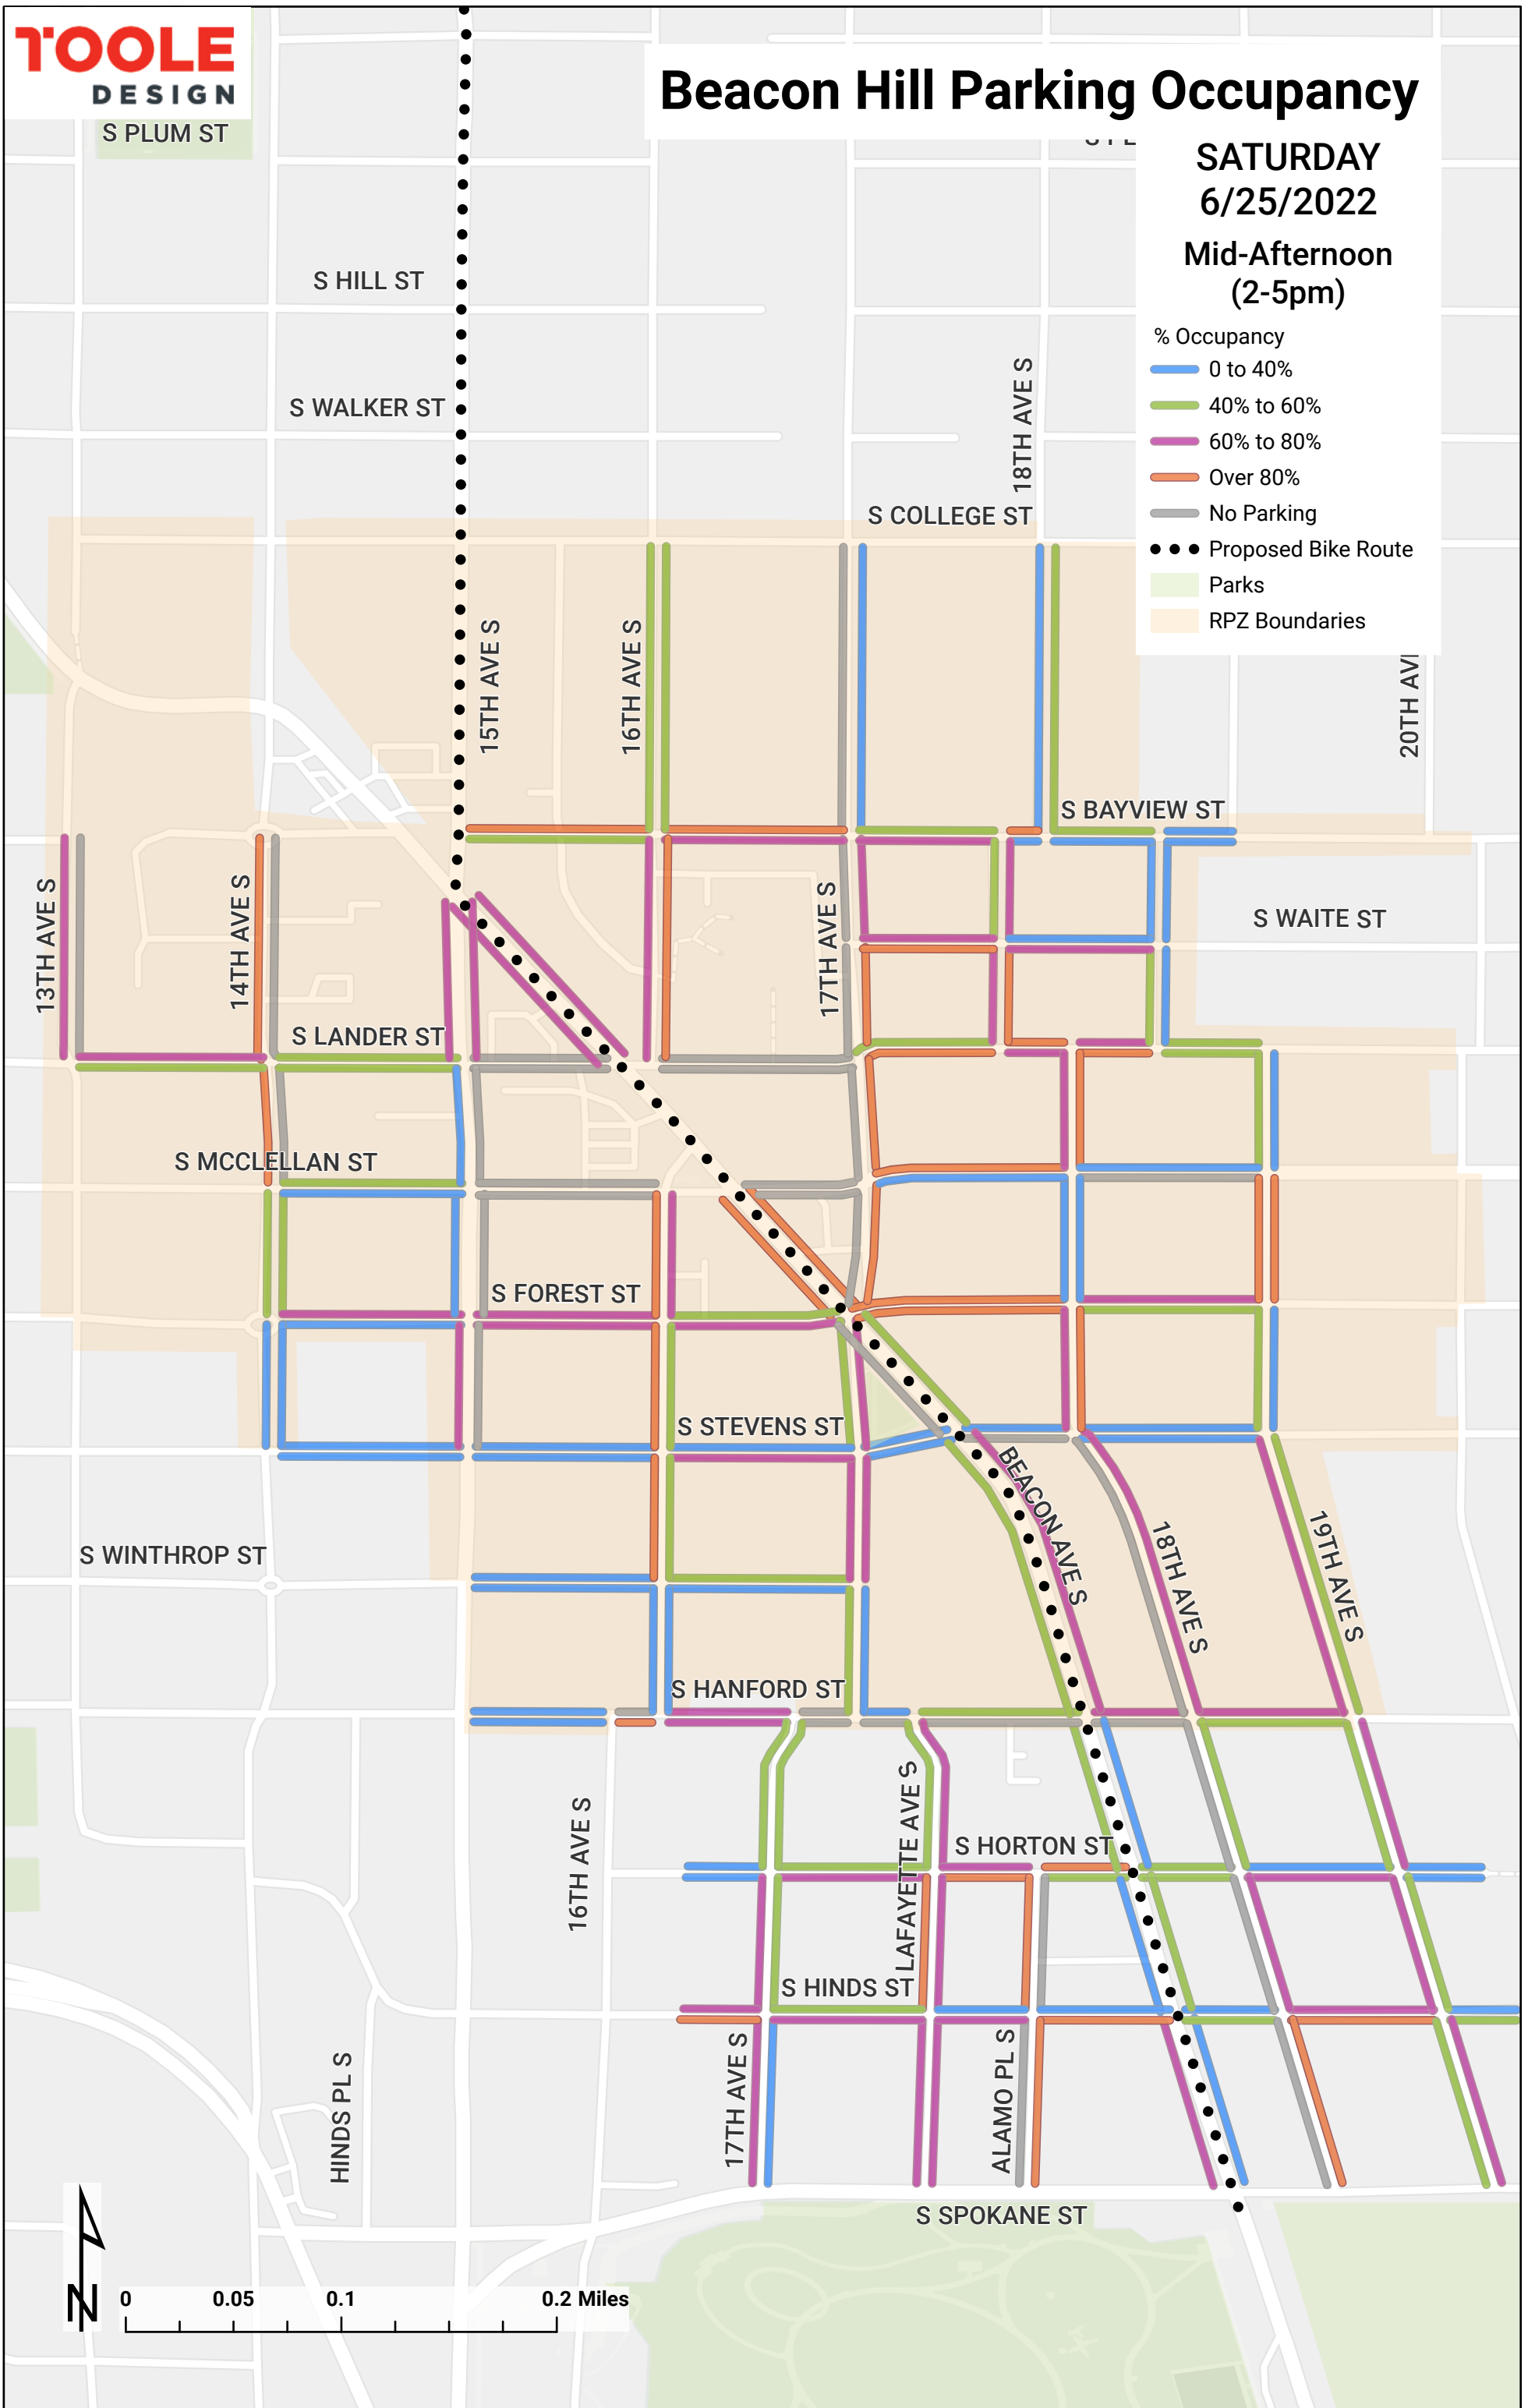 TOOLE
DESIGN
Beacon Hill Parking Occupancy
SATURDAY
6/25/2022
Mid-Afternoon
(2-5pm)
% Occupancy
0 to 40%
40% to 60%
60% to 80%
Over 80%
No Parking
Proposed Bike Route
Parks
RPZ Boundaries
S PLUM ST
S HILL ST
S WALKER ST
18TH AVE S
S COLLEGE ST
15TH AVE S
16TH AVE S
20TH AVE
S BAYVIEW ST
13TH AVE S
14TH AVE S
17TH AVE S
S WAITE ST
S LANDER ST
S MCCLELLAN ST
S FOREST ST
S STEVENS ST
BEACON AVE S
18TH AVE S
19TH AVE S
S WINTHROP ST
S HANFORD ST
16TH AVE S
LAFAYETTE AVE S
S HORTON ST
S HINDS ST
HINDS PL S
17TH AVE S
ALAMO PL S
S SPOKANE ST
N
0 0.05 0.1 0.2 Miles